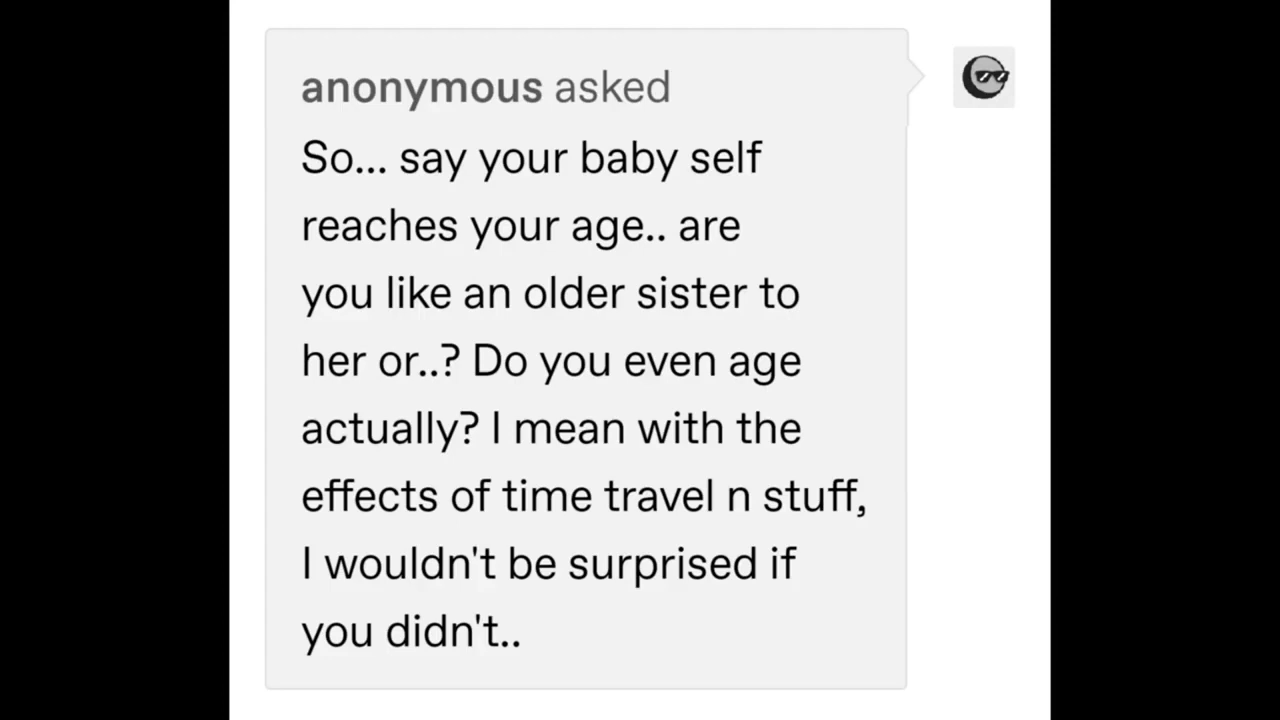 anonymous asked
So... say your baby self
reaches your age.. are
you like an older sister to
her or..? Do you even age
actually? I mean with the
effects of time travel n stuff,
I wouldn't be surprised if
you didn't..